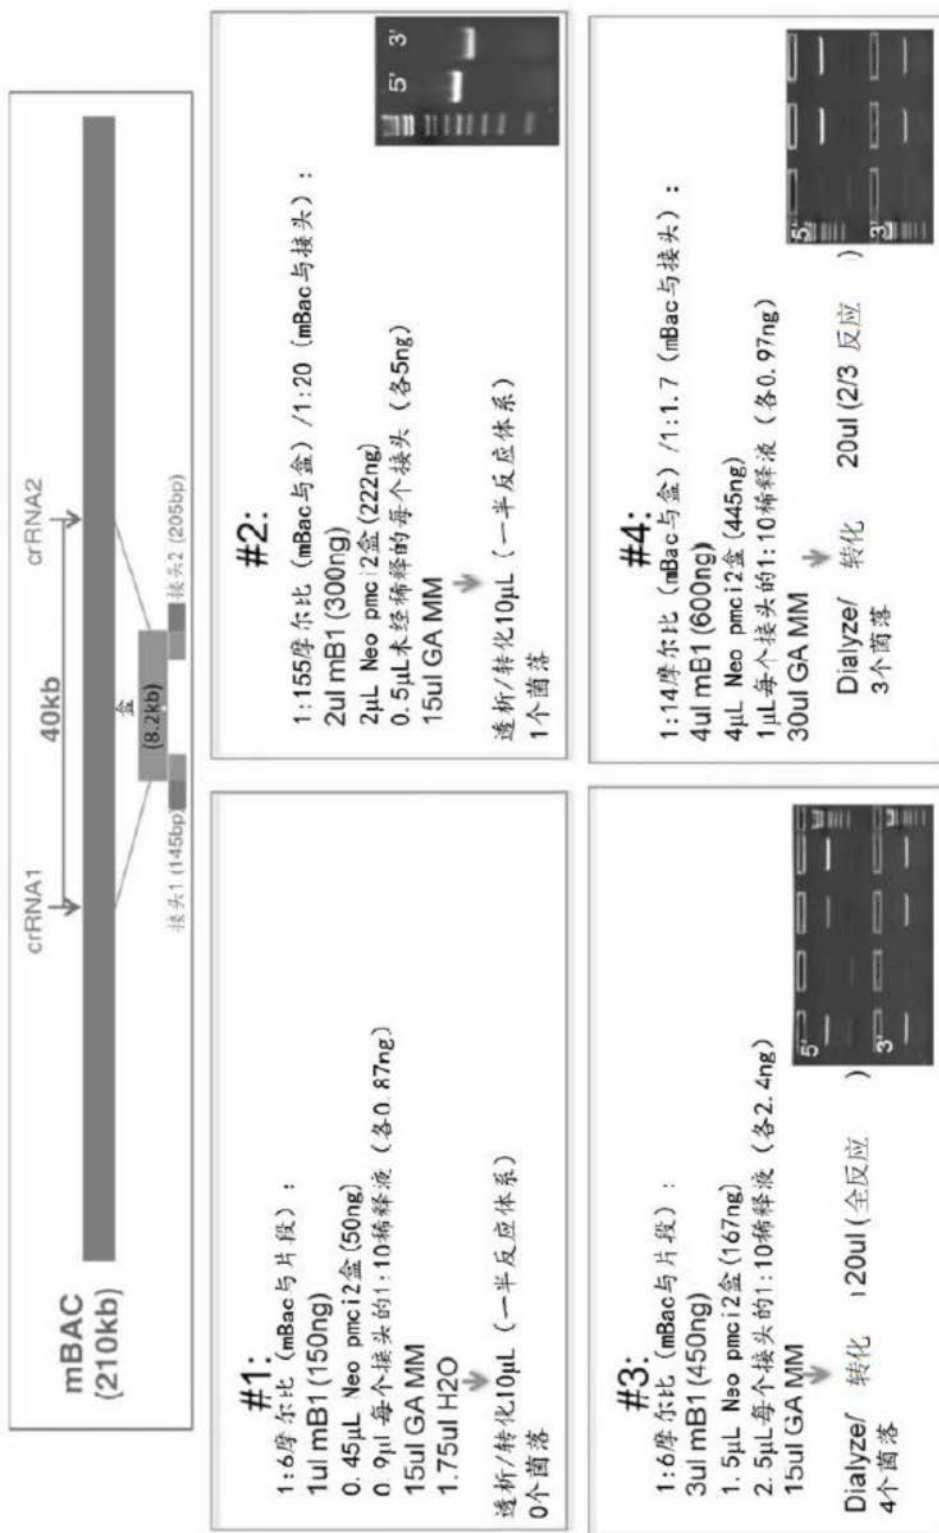 crRNA1
crRNA2
40kb
mBAC
(210kb)
盒
(8.2kb)
接头1 (145bp)
接头2 (205bp)
#1:
1:6摩尔比（mBac与片段）:
1ul mB1 (150ng)
0.45μL Neo pmci2盒 (50ng)
0.9μl 每个接头的1:10稀释液（各0.87ng）
15ul GA MM
1.75ul H2O
透析/转化10μL（一半反应体系）
0个菌落
#2:
1:155摩尔比（mBac与盒）/1:20（mBac与接头）:
2ul mB1 (300ng)
2μL Neo pmci2盒 (222ng)
0.5μL未经稀释的每个接头（各5ng）
15ul GA MM
透析/转化10μL（一半反应体系）
1个菌落
5' 3'
#3:
1:6摩尔比（mBac与片段）:
3ul mB1 (450ng)
1.5μL Neo pmci2盒 (167ng)
2.5μL每个接头的1:10稀释液（各2.4ng）
15ul GA MM
Dialyze/ 转化 120ul (全反应 )
4个菌落
5'
3'
#4:
1:14摩尔比（mBac与盒）/1:1.7（mBac与接头）:
4ul mB1 (600ng)
4μL Neo pmci2盒 (445ng)
1μL每个接头的1:10稀释液（各0.97ng）
30ul GA MM
Dialyze/ 转化 20ul (2/3 反应 )
3个菌落
5'
3'